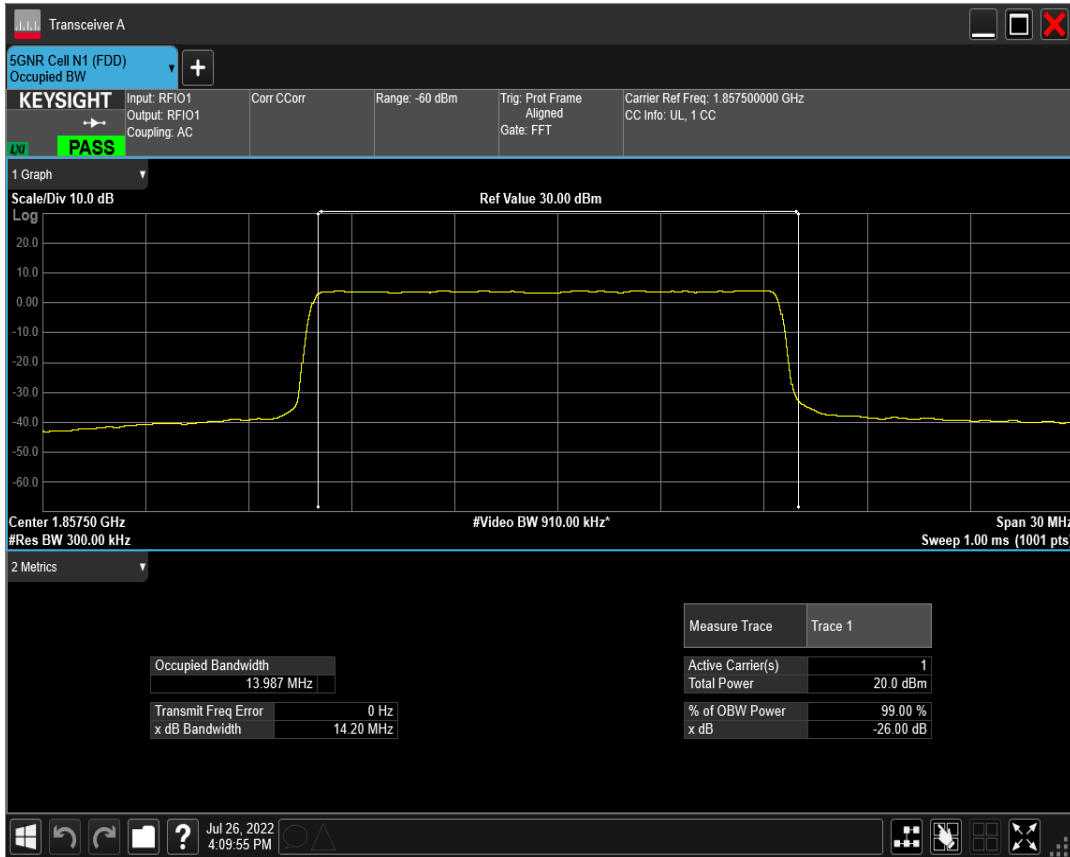 Transceiver A
5GNR Cell N1 (FDD)
Occupied BW
+
KEYSIGHT
LXI
PASS
Input: RFIO1
Output: RFIO1
Coupling: AC
Corr CCorr
Range: -60 dBm
Trig: Prot Frame
Aligned
Gate: FFT
Carrier Ref Freq: 1.857500000 GHz
CC Info: UL, 1 CC
1 Graph
Scale/Div 10.0 dB
Ref Value 30.00 dBm
Log
20.0
10.0
0.00
-10.0
-20.0
-30.0
-40.0
-50.0
-60.0
Center 1.85750 GHz
#Video BW 910.00 kHz*
Span 30 MHz
#Res BW 300.00 kHz
Sweep 1.00 ms (1001 pts)
2 Metrics
Measure Trace
Trace 1
Occupied Bandwidth
13.987 MHz
Active Carrier(s)
1
Total Power
20.0 dBm
Transmit Freq Error
0 Hz
x dB Bandwidth
14.20 MHz
% of OBW Power
99.00 %
x dB
-26.00 dB
?
Jul 26, 2022
4:09:55 PM